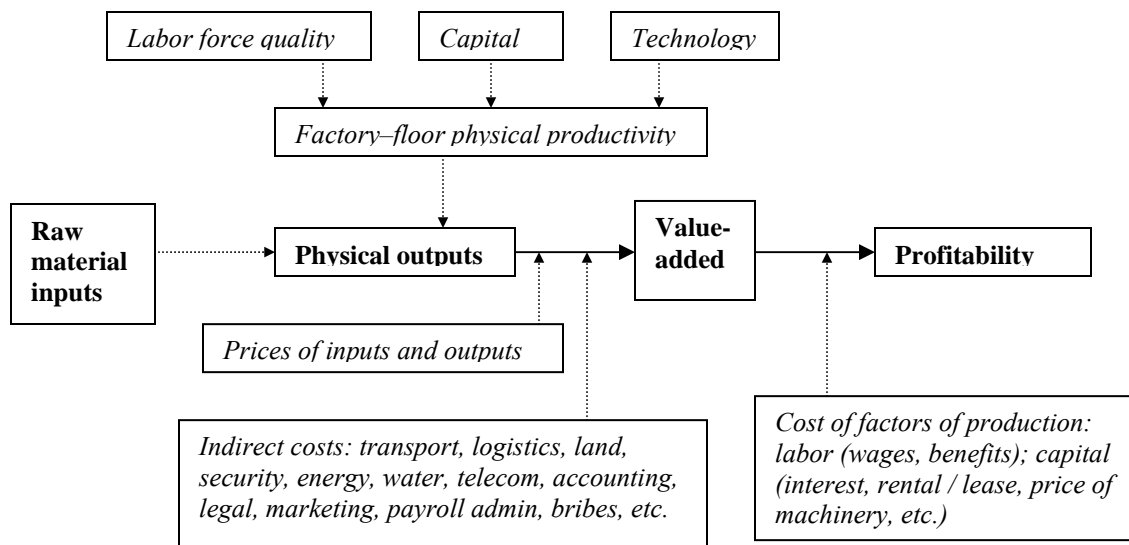 Labor force quality
Capital
Technology
Factory–floor physical productivity
Raw
material
inputs
Physical outputs
Value-
added
Profitability
Prices of inputs and outputs
Indirect costs: transport, logistics, land,
security, energy, water, telecom, accounting,
legal, marketing, payroll admin, bribes, etc.
Cost of factors of production:
labor (wages, benefits); capital
(interest, rental / lease, price of
machinery, etc.)